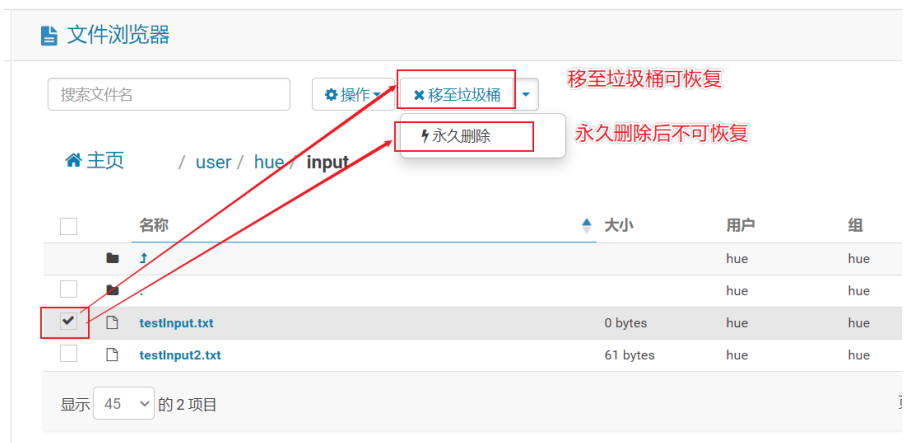 文件浏览器
搜索文件名 操作 移至垃圾桶 移至垃圾桶可恢复
永久删除 永久删除后不可恢复
主页 / user / hue / input
名称 大小 用户 组
hue hue
. hue hue
testInput.txt 0 bytes hue hue
testInput2.txt 61 bytes hue hue
显示 45 的 2 项目